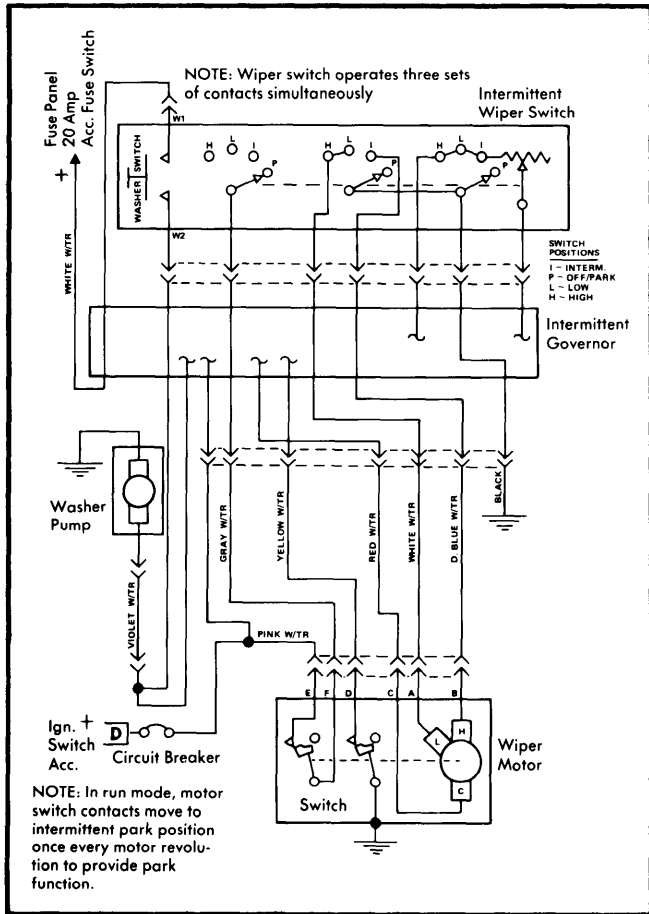 NOTE: Wiper switch operates three sets
of contacts simultaneously
Intermittent
Wiper Switch
Fuse Panel
20 Amp
Acc. Fuse Switch
+
W1
WASHER SWITCH
H L I P
H L I P
H L I P
W2
WHITE W/TR
SWITCH
POSITIONS
I - INTERM.
P - OFF/PARK
L - LOW
H - HIGH
Intermittent
Governor
Washer
Pump
VIOLET W/TR
GRAY W/TR
YELLOW W/TR
RED W/TR
WHITE W/TR
D. BLUE W/TR
BLACK
PINK W/TR
E F D C A B
Ign. +
Switch
Acc.
D
Circuit Breaker
H
L
C
Wiper
Motor
Switch
NOTE: In run mode, motor
switch contacts move to
intermittent park position
once every motor revolu-
tion to provide park
function.